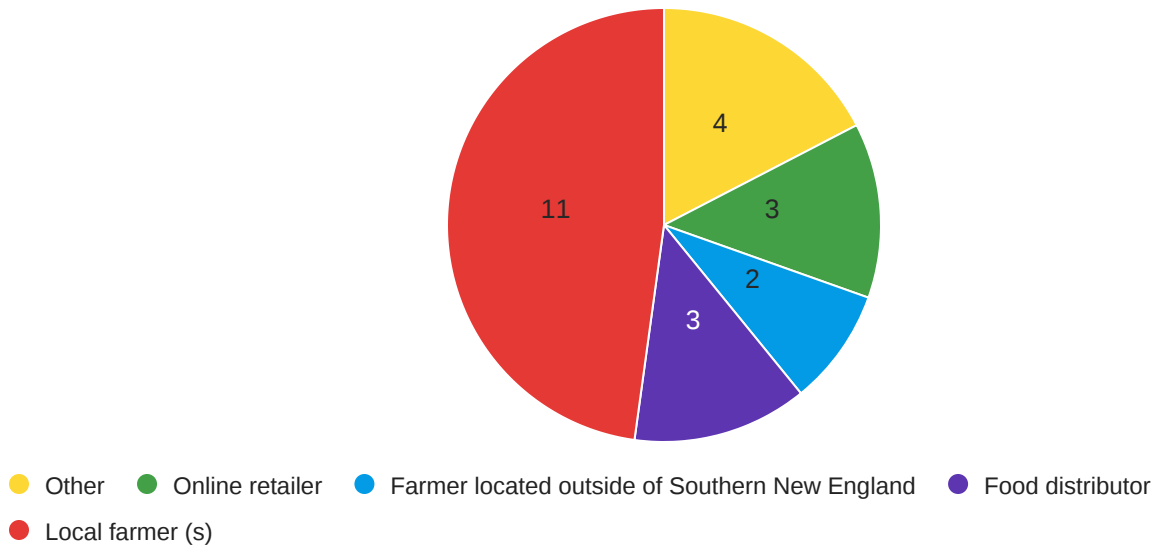 4
11
3
2
3
Other Online retailer Farmer located outside of Southern New England Food distributor
Local farmer (s)